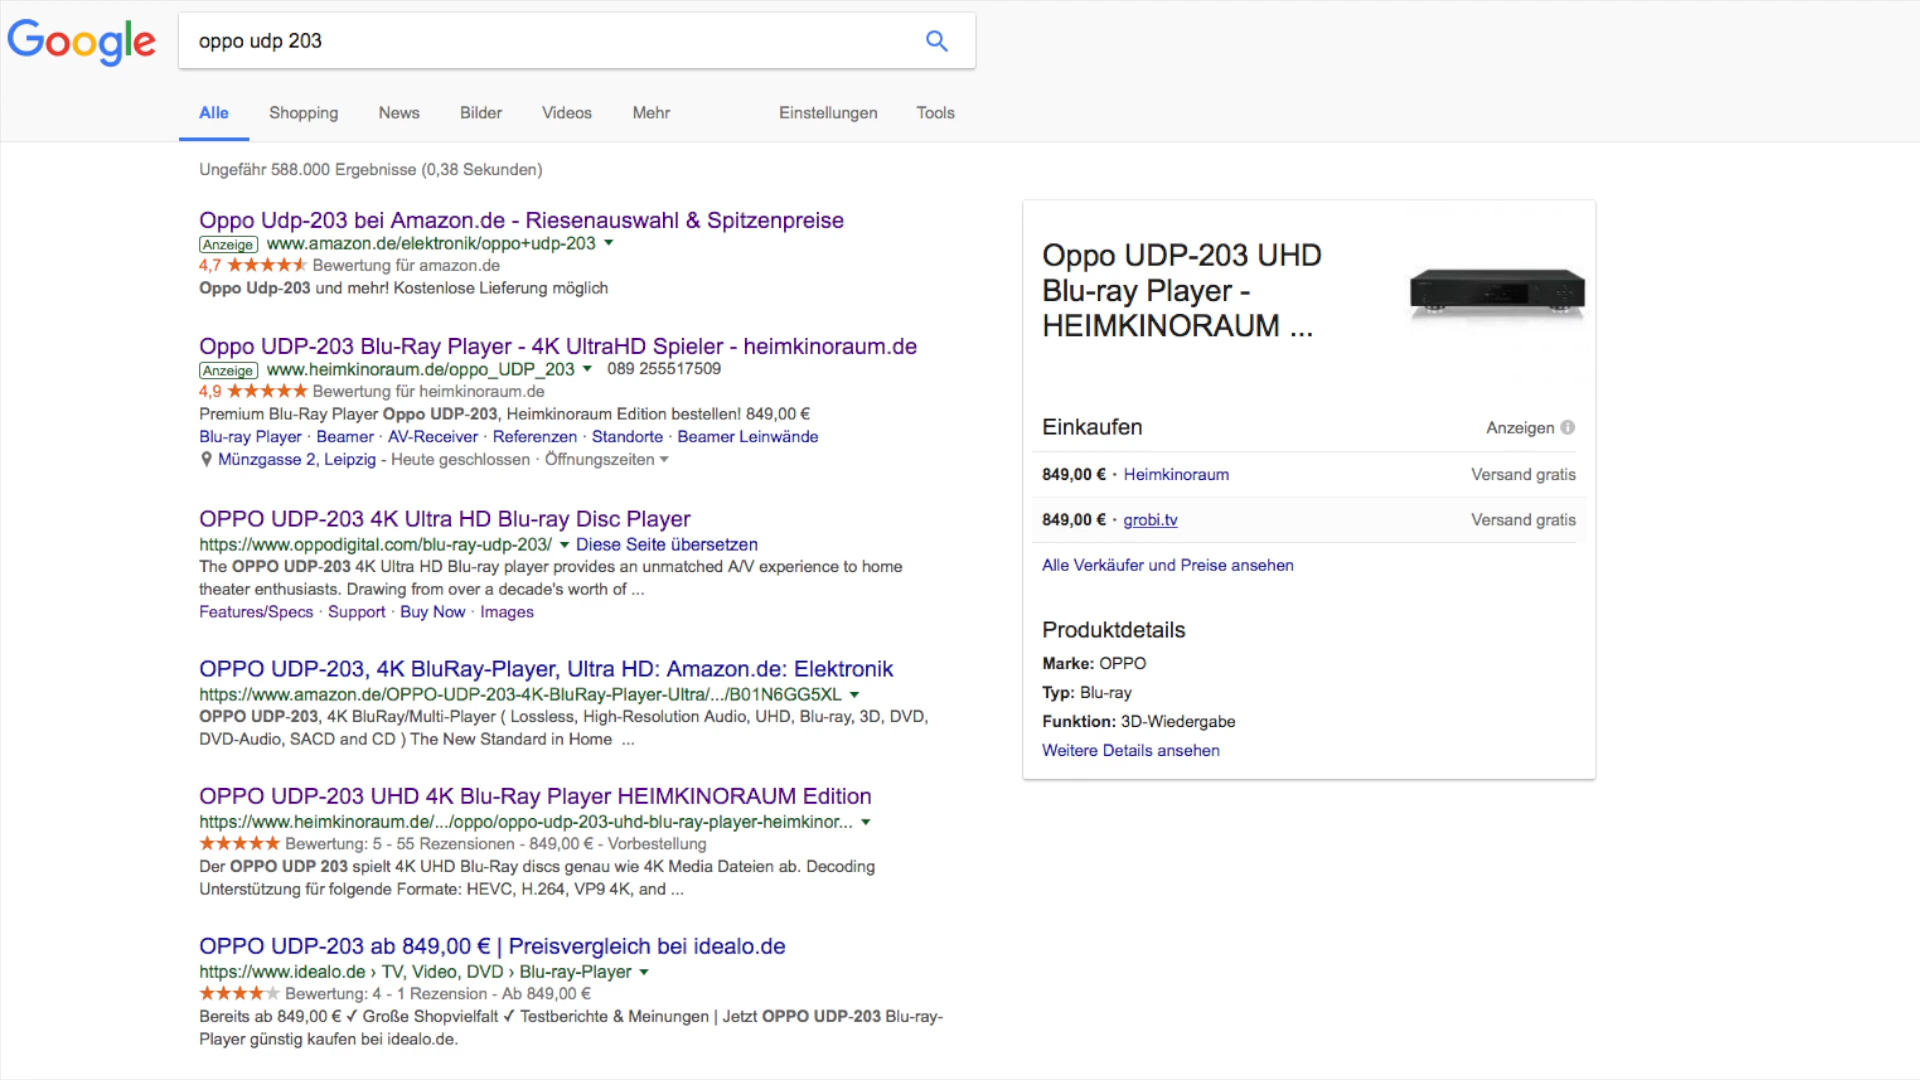 Google
oppo udp 203
Alle Shopping News Bilder Videos Mehr Einstellungen Tools
Ungefähr 588.000 Ergebnisse (0,38 Sekunden)
Oppo Udp-203 bei Amazon.de - Riesenauswahl & Spitzenpreise
Anzeige www.amazon.de/elektronik/oppo+udp-203
4,7 Bewertung für amazon.de
Oppo Udp-203 und mehr! Kostenlose Lieferung möglich
Oppo UDP-203 Blu-Ray Player - 4K UltraHD Spieler - heimkinoraum.de
Anzeige www.heimkinoraum.de/oppo_UDP_203 089 255517509
4,9 Bewertung für heimkinoraum.de
Premium Blu-Ray Player Oppo UDP-203, Heimkinoraum Edition bestellen! 849,00 €
Blu-ray Player · Beamer · AV-Receiver · Referenzen · Standorte · Beamer Leinwände
Münzgasse 2, Leipzig - Heute geschlossen · Öffnungszeiten
OPPO UDP-203 4K Ultra HD Blu-ray Disc Player
https://www.oppodigital.com/blu-ray-udp-203/ Diese Seite übersetzen
The OPPO UDP-203 4K Ultra HD Blu-ray player provides an unmatched A/V experience to home
theater enthusiasts. Drawing from over a decade's worth of ...
Features/Specs · Support · Buy Now · Images
OPPO UDP-203, 4K BluRay-Player, Ultra HD: Amazon.de: Elektronik
https://www.amazon.de/OPPO-UDP-203-4K-BluRay-Player-Ultra/.../B01N6GG5XL
OPPO UDP-203, 4K BluRay/Multi-Player ( Lossless, High-Resolution Audio, UHD, Blu-ray, 3D, DVD,
DVD-Audio, SACD and CD ) The New Standard in Home ...
OPPO UDP-203 UHD 4K Blu-Ray Player HEIMKINORAUM Edition
https://www.heimkinoraum.de/.../oppo/oppo-udp-203-uhd-blu-ray-player-heimkinor...
Bewertung: 5 - 55 Rezensionen - 849,00 € - Vorbestellung
Der OPPO UDP 203 spielt 4K UHD Blu-Ray discs genau wie 4K Media Dateien ab. Decoding
Unterstützung für folgende Formate: HEVC, H.264, VP9 4K, and ...
OPPO UDP-203 ab 849,00 € | Preisvergleich bei idealo.de
https://www.idealo.de › TV, Video, DVD › Blu-ray-Player
Bewertung: 4 - 1 Rezension - Ab 849,00 €
Bereits ab 849,00 € ✓ Große Shopvielfalt ✓ Testberichte & Meinungen | Jetzt OPPO UDP-203 Blu-ray-
Player günstig kaufen bei idealo.de.
Oppo UDP-203 UHD
Blu-ray Player -
HEIMKINORAUM ...
Einkaufen Anzeigen
849,00 € · Heimkinoraum Versand gratis
849,00 € · grobi.tv Versand gratis
Alle Verkäufer und Preise ansehen
Produktdetails
Marke: OPPO
Typ: Blu-ray
Funktion: 3D-Wiedergabe
Weitere Details ansehen